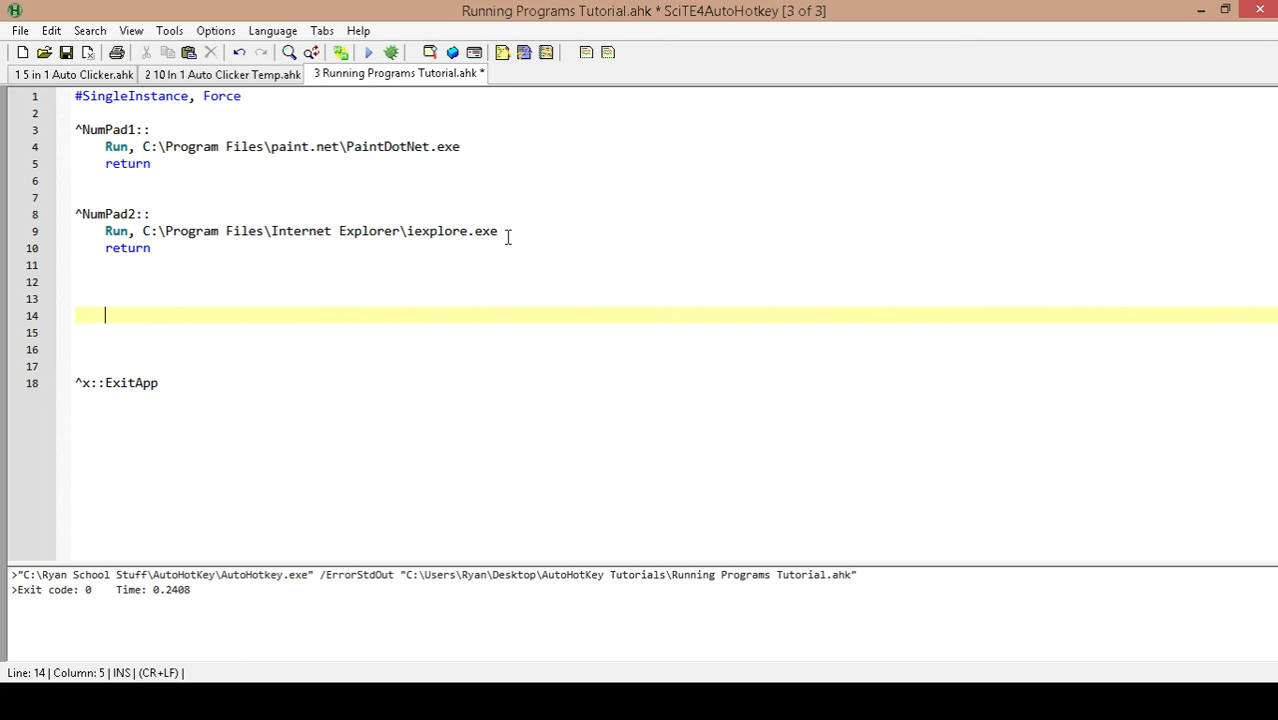 Running Programs Tutorial.ahk * SciTE4AutoHotkey [3 of 3]
File Edit Search View Tools Options Language Tabs Help
1 5 in 1 Auto Clicker.ahk 2 10 In 1 Auto Clicker Temp.ahk 3 Running Programs Tutorial.ahk *
1 #SingleInstance, Force
2
3 ^NumPad1::
4 Run, C:\Program Files\paint.net\PaintDotNet.exe
5 return
6
7
8 ^NumPad2::
9 Run, C:\Program Files\Internet Explorer\iexplore.exe
10 return
11
12
13
14
15
16
17
18 ^x::ExitApp
>"C:\Ryan School Stuff\AutoHotKey\AutoHotkey.exe" /ErrorStdOut "C:\Users\Ryan\Desktop\AutoHotKey Tutorials\Running Programs Tutorial.ahk"
>Exit code: 0 Time: 0.2408
Line: 14 | Column: 5 | INS | (CR+LF) |